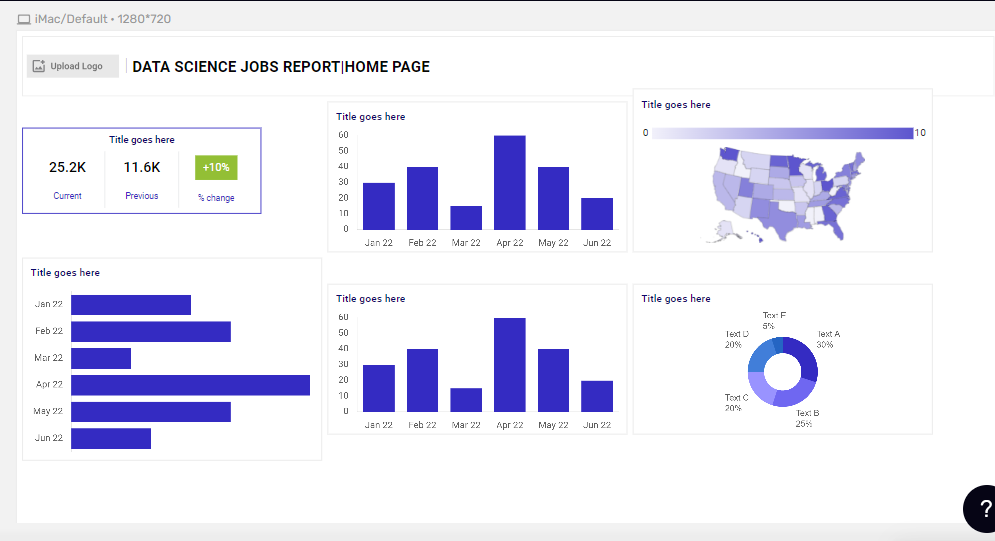 iMac/Default • 1280*720
Upload Logo
DATA SCIENCE JOBS REPORT|HOME PAGE
Title goes here
25.2K
11.6K
+10%
Current
Previous
% change
Title goes here
60
50
40
30
20
10
0
Jan 22
Feb 22
Mar 22
Apr 22
May 22
Jun 22
Title goes here
0
10
Title goes here
Jan 22
Feb 22
Mar 22
Apr 22
May 22
Jun 22
Title goes here
60
50
40
30
20
10
0
Jan 22
Feb 22
Mar 22
Apr 22
May 22
Jun 22
Title goes here
Text E
5%
Text D
20%
Text A
30%
Text C
20%
Text B
25%
?